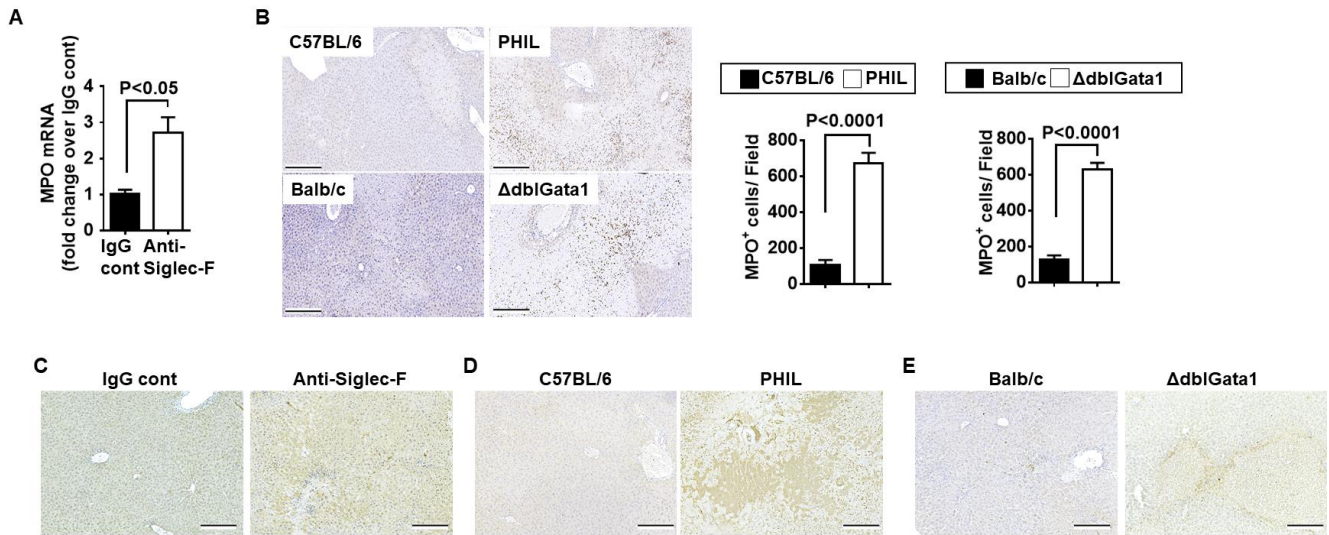 A
MPO mRNA
(fold change over IgG cont)
P<0.05
4
3
2
1
0
IgG Anti-
cont Siglec-F
B
C57BL/6
PHIL
Balb/c
ΔdblGata1
C57BL/6 PHIL
MPO⁺ cells/ Field
P<0.0001
800
600
400
200
0
Balb/c ΔdblGata1
MPO⁺ cells/ Field
P<0.0001
800
600
400
200
0
C
IgG cont
Anti-Siglec-F
D
C57BL/6
PHIL
E
Balb/c
ΔdblGata1